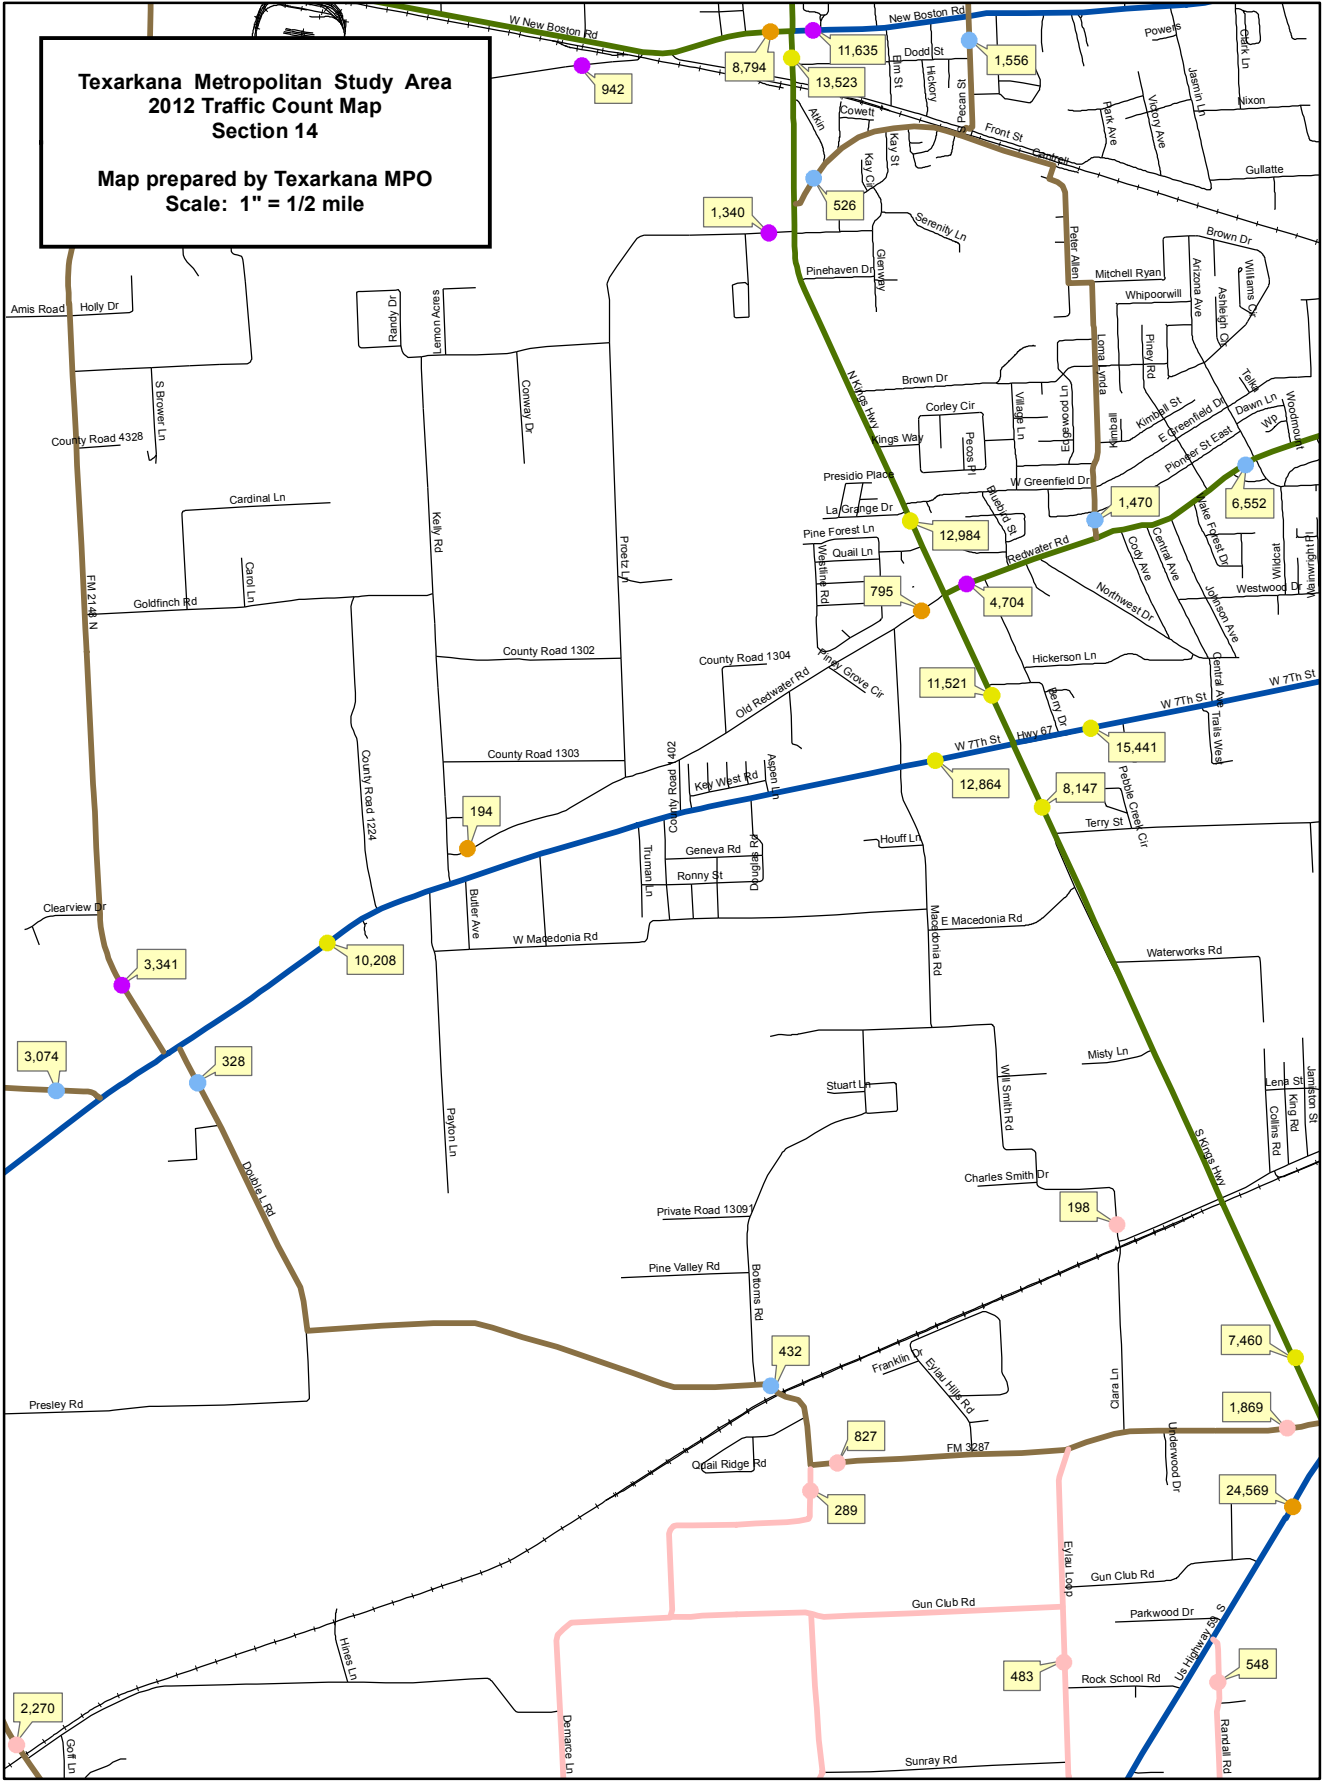 Texarkana Metropolitan Study Area
2012 Traffic Count Map
Section 14
Map prepared by Texarkana MPO
Scale: 1" = 1/2 mile
W New Boston Rd
New Boston Rd
8,794
11,635
13,523
942
1,556
Dodd St
Elm St
Hickory
S Pecan St
Powers
Clark Ln
Jasmin Ln
Nixon
Park Ave
Victory Ave
Atkin
Cowett
Kay St
Kay Cir
Front St
Cantrell
Gullatte
526
1,340
Serenity Ln
Glenway
Pinehaven Dr
Peter Allen
Mitchell Ryan
Brown Dr
Arizona Ave
Ashleigh Cir
Williams Cir
Whipoorwill
Amis Road
Holly Dr
Randy Dr
Lemon Acres
Conway Dr
S Brower Ln
County Road 4328
N Kings Hwy
Brown Dr
Loma Lynda
Piney Rd
Telka
Corley Cir
Village Ln
Edgewood Ln
Kimball
Kimball St
E Greenfield Dr
Dawn Ln
Woodmount
Wp
Kings Way
Pecos Pl
Pioneer St East
Presidio Place
W Greenfield Dr
Cardinal Ln
La Grange Dr
Bluebird St
1,470
6,552
Kelly Rd
Proetz Ln
Pine Forest Ln
12,984
Redwater Rd
Wake Forest Dr
Quail Ln
Westline Rd
Cody Ave
Central Ave
Wildcat
Wainwright Rd
Carol Ln
FM 2148 N
Goldfinch Rd
795
4,704
Northwest Dr
Johnson Ave
Westwood Dr
County Road 1302
County Road 1304
Piney Grove Cir
Hickerson Ln
Old Redwater Rd
11,521
Perry Dr
Central Ave
W 7Th St
W 7Th St
Trails West
County Road 1224
County Road 1303
County Road 1402
Key West Rd
Aspen Ln
W 7Th St
Hwy 67
15,441
12,864
8,147
Pebble Creek Cir
194
Truman Ln
Geneva Rd
Ronny St
Douglas Rd
Houff Ln
Terry St
Clearview Dr
Butler Ave
W Macedonia Rd
Macedonia Rd
E Macedonia Rd
10,208
3,341
Waterworks Rd
3,074
328
Misty Ln
Stuart Ln
Will Smith Rd
Lena St
Collins Rd
King Rd
Jamiston St
Payton Ln
S Kings Hwy
Double L Rd
Charles Smith Dr
Private Road 13091
198
Pine Valley Rd
Bottoms Rd
432
Franklin Dr
Eylau Hills Rd
Clara Ln
7,460
Presley Rd
1,869
827
FM 3287
Quail Ridge Rd
Underwood Dr
289
24,569
Eylau Loop
Gun Club Rd
Gun Club Rd
Parkwood Dr
Us Highway 59 S
Hines Ln
483
Rock School Rd
548
2,270
Goff Ln
Demarce Ln
Sunray Rd
Randall Rd